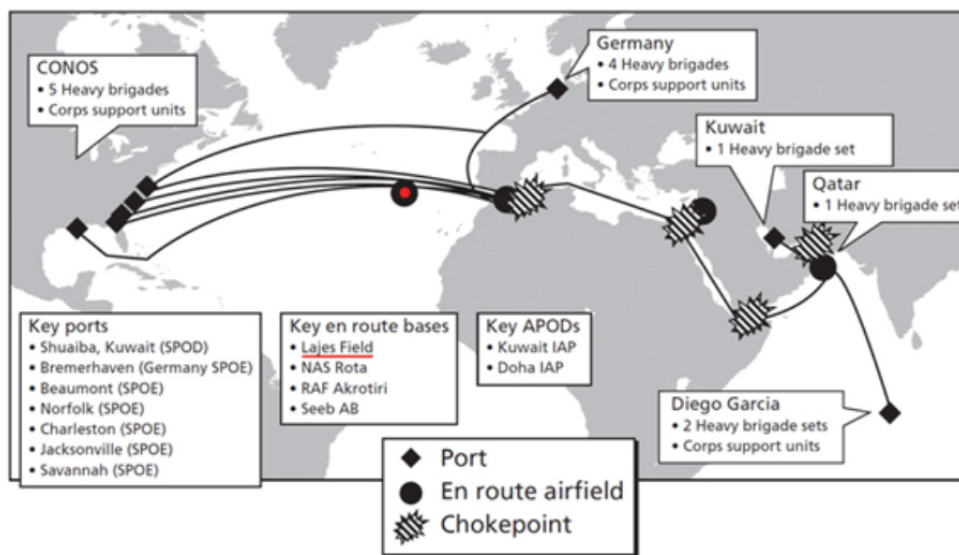 CONOS
• 5 Heavy brigades
• Corps support units
Germany
• 4 Heavy brigades
• Corps support units
Kuwait
• 1 Heavy brigade set
Qatar
• 1 Heavy brigade set
Key ports
• Shuaiba, Kuwait (SPOD)
• Bremerhaven (Germany SPOE)
• Beaumont (SPOE)
• Norfolk (SPOE)
• Charleston (SPOE)
• Jacksonville (SPOE)
• Savannah (SPOE)
Key en route bases
• Lajes Field
• NAS Rota
• RAF Akrotiri
• Seeb AB
Key APODs
• Kuwait IAP
• Doha IAP
Diego Garcia
• 2 Heavy brigade sets
• Corps support units
Port
En route airfield
Chokepoint